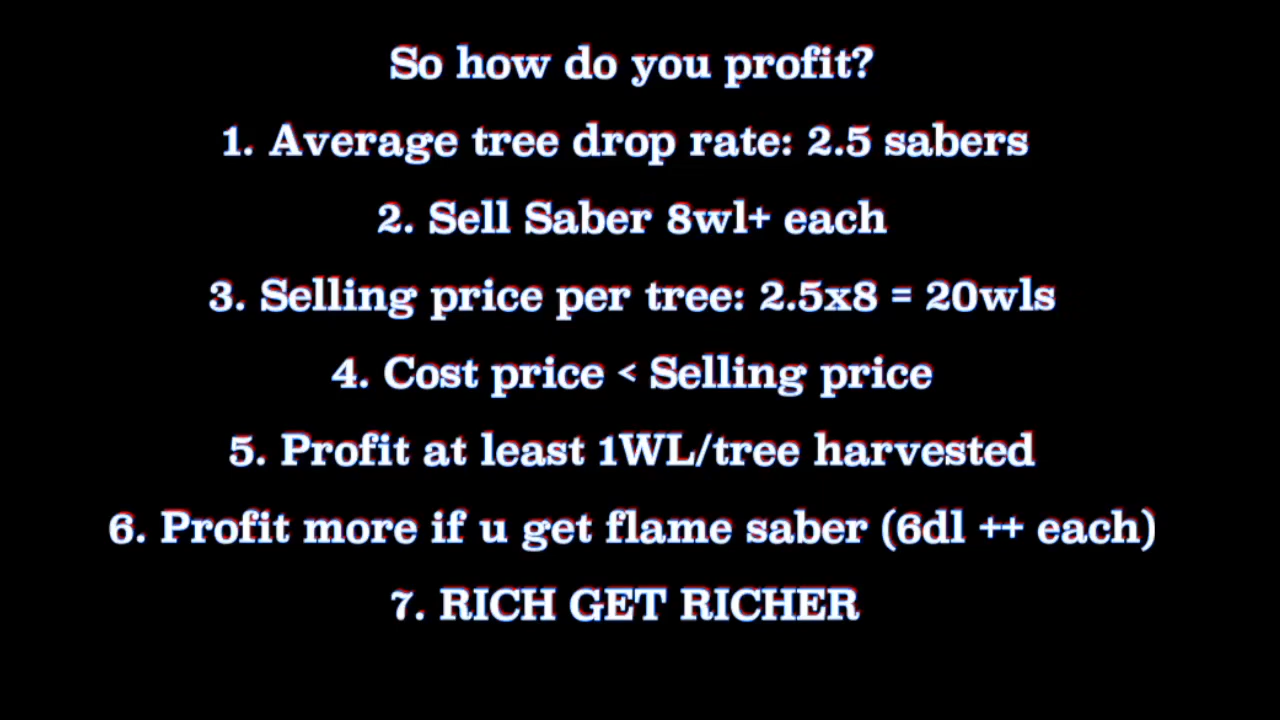 So how do you profit?
1. Average tree drop rate: 2.5 sabers
2. Sell Saber 8wl+ each
3. Selling price per tree: 2.5x8 = 20wls
4. Cost price < Selling price
5. Profit at least 1WL/tree harvested
6. Profit more if u get flame saber (6dl ++ each)
7. RICH GET RICHER